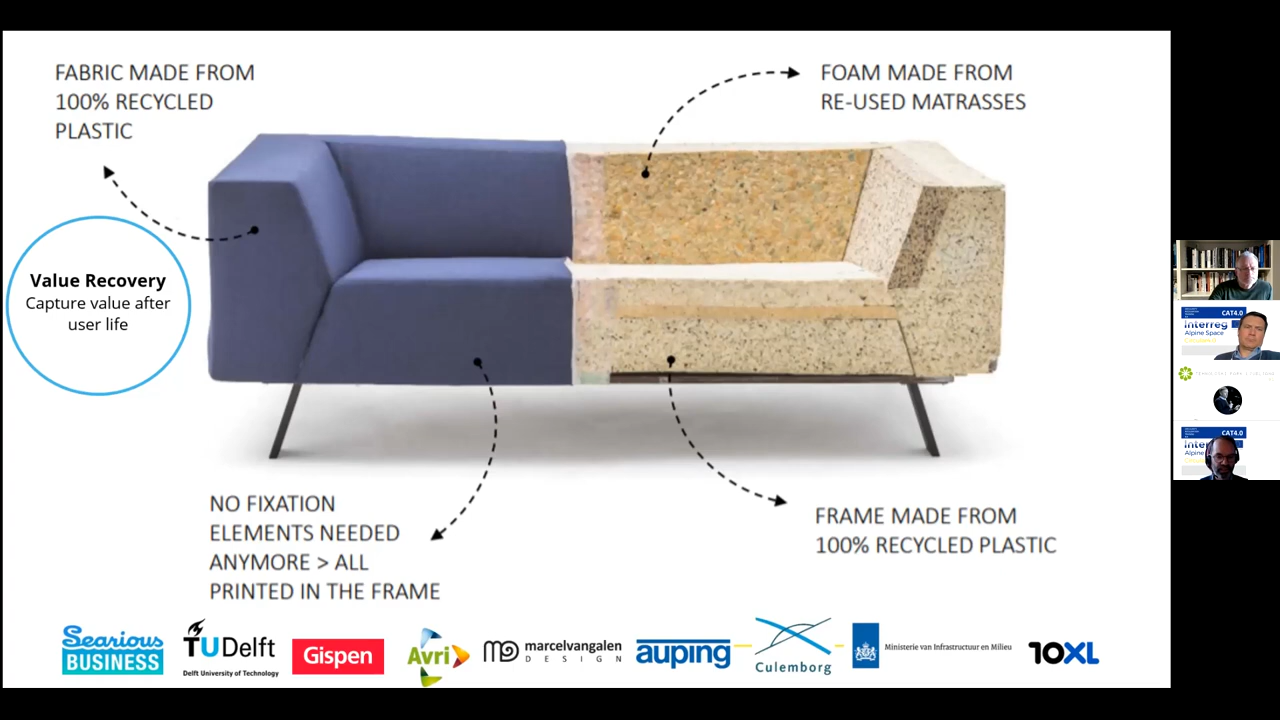 FABRIC MADE FROM
100% RECYCLED
PLASTIC
FOAM MADE FROM
RE-USED MATRASSES
Value Recovery
Capture value after
user life
NO FIXATION
ELEMENTS NEEDED
ANYMORE > ALL
PRINTED IN THE FRAME
FRAME MADE FROM
100% RECYCLED PLASTIC
Searious
BUSINESS
TUDelft
Delft University of Technology
Gispen
Avri
marcelvangalen
DESIGN
auping
Culemborg
Ministerie van Infrastructuur en Milieu
10XL
CAT4.0
Interreg
Alpine Space
CAT4.0